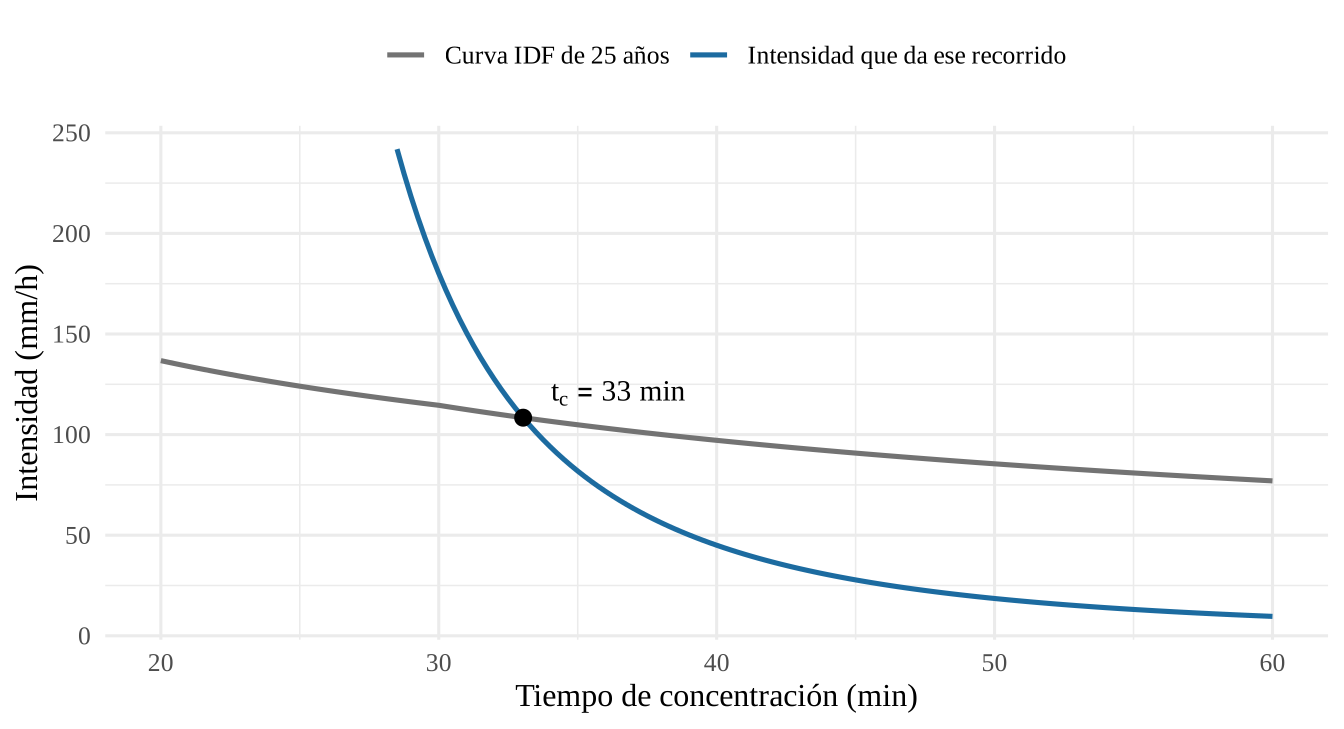 Curva IDF de 25 años Intensidad que da ese recorrido
250
200
150
100
50
0
Intensidad (mm/h)
tc = 33 min
20 30 40 50 60
Tiempo de concentración (min)